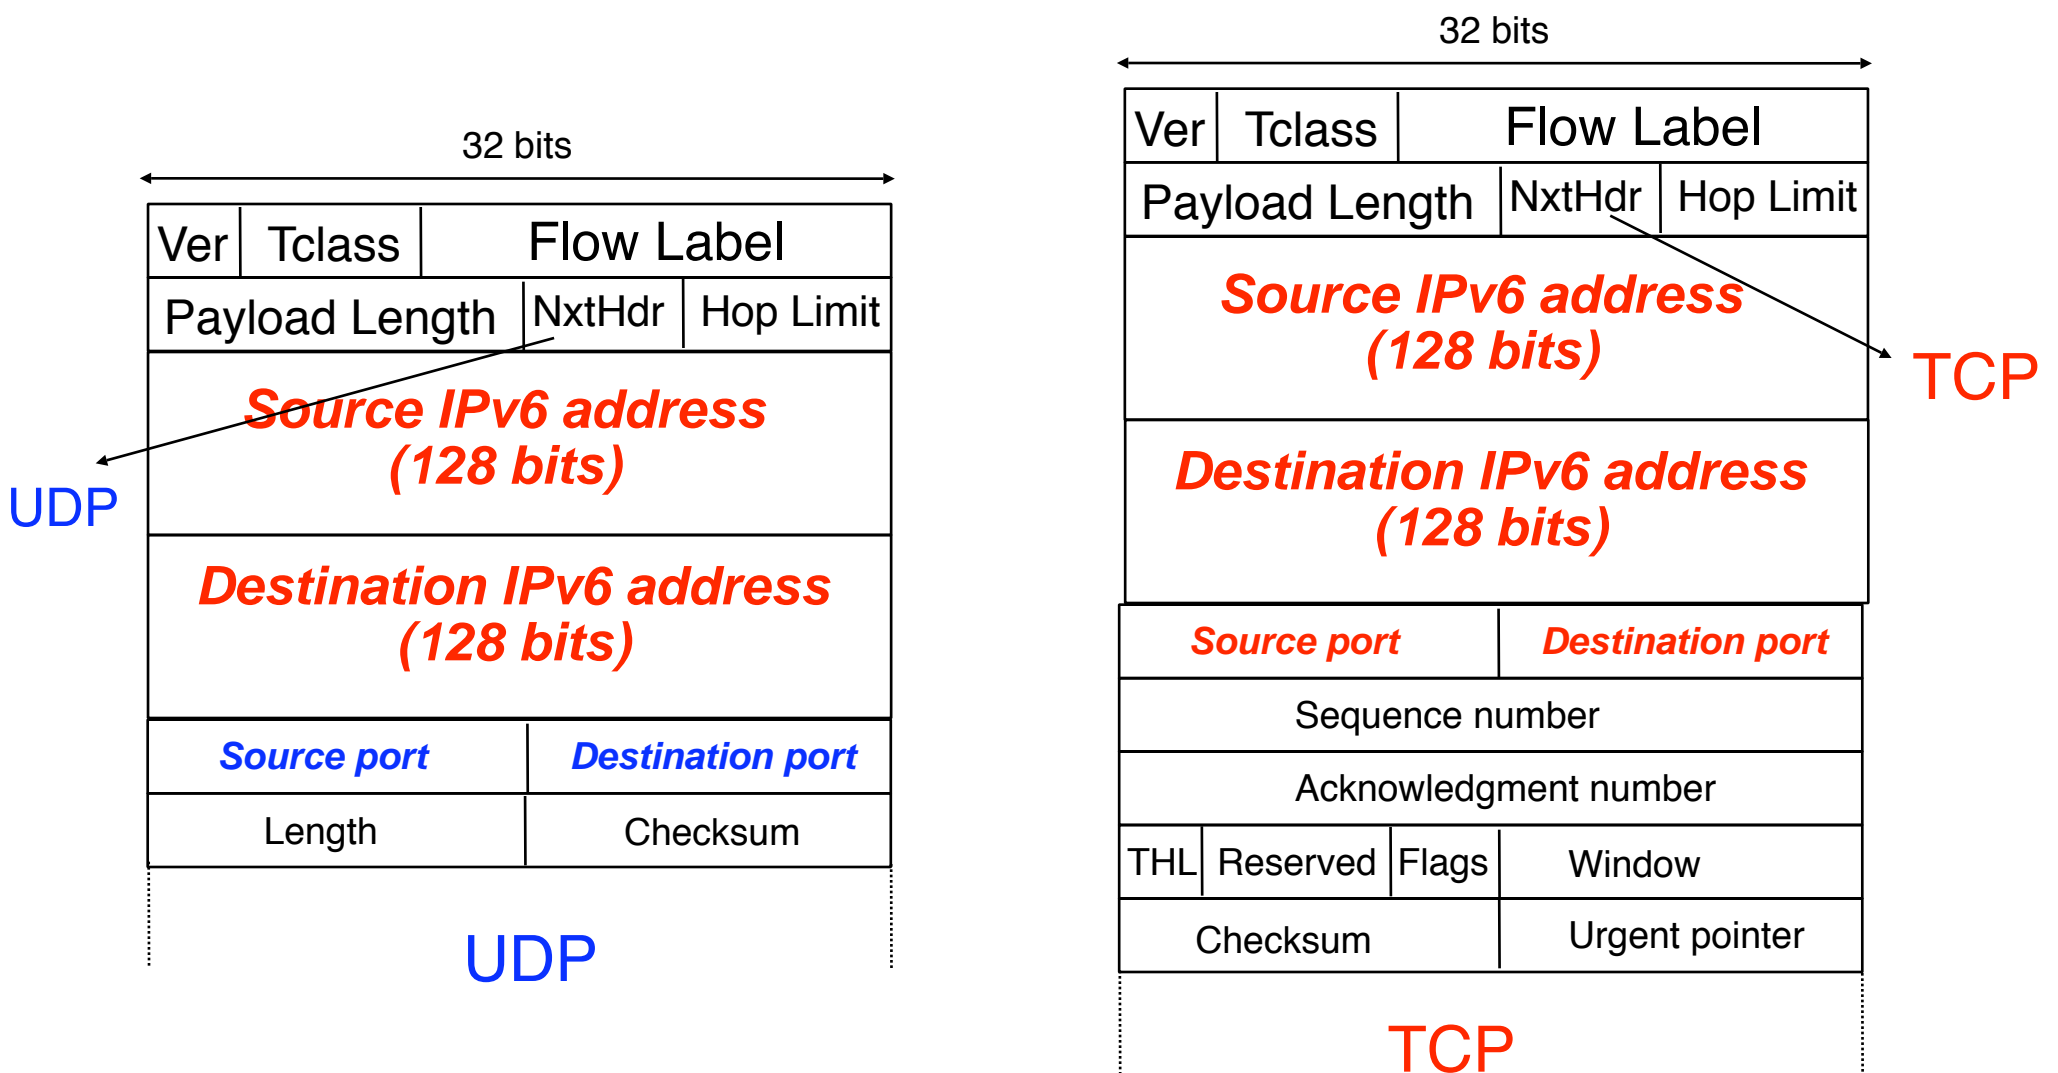 32 bits
Ver Tclass Flow Label
Payload Length NxtHdr Hop Limit
Source IPv6 address
(128 bits)
UDP
Destination IPv6 address
(128 bits)
Source port Destination port
Length Checksum
UDP
32 bits
Ver Tclass Flow Label
Payload Length NxtHdr Hop Limit
Source IPv6 address
(128 bits)
TCP
Destination IPv6 address
(128 bits)
Source port Destination port
Sequence number
Acknowledgment number
THL Reserved Flags Window
Checksum Urgent pointer
TCP